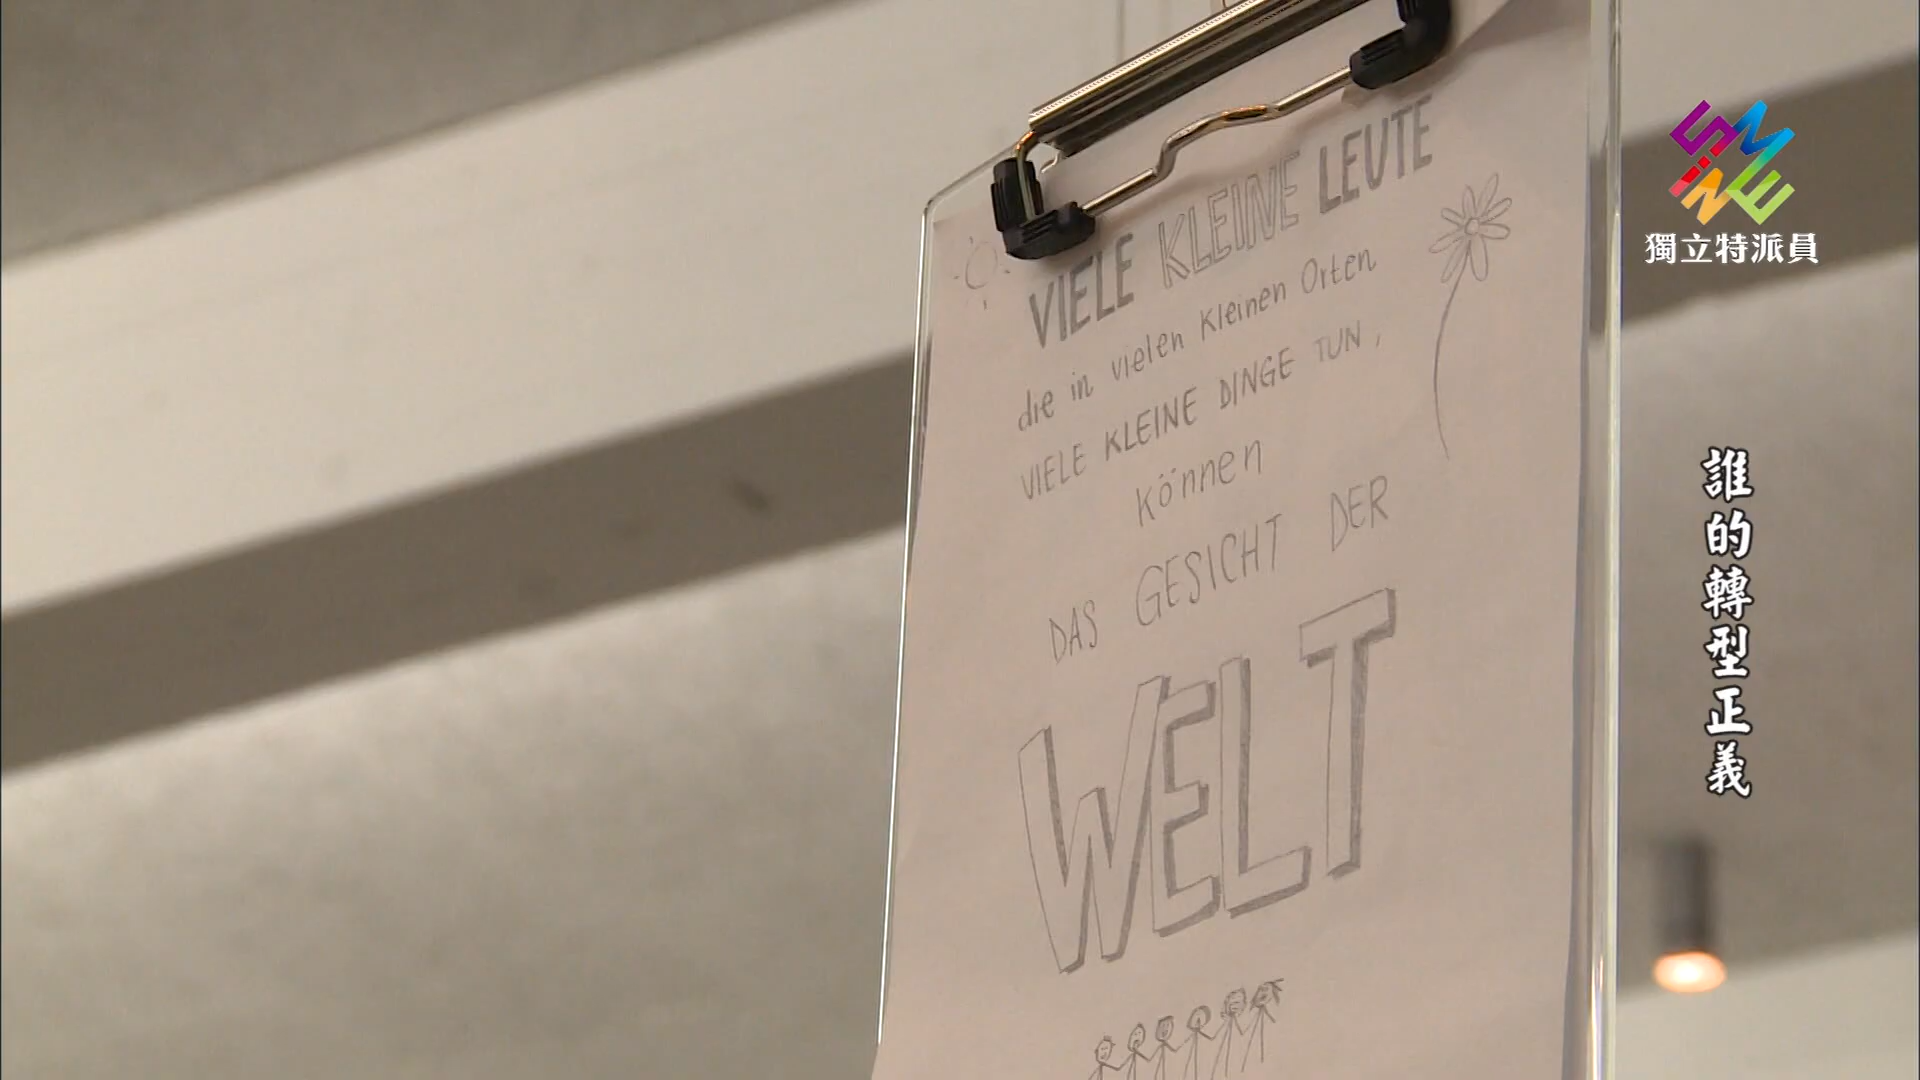 VIELE KLEINE LEUTE
die in vielen kleinen Orten
VIELE KLEINE DINGE TUN,
können
DAS GESICHT DER
WELT
INNEWS
獨立特派員
誰的轉型正義